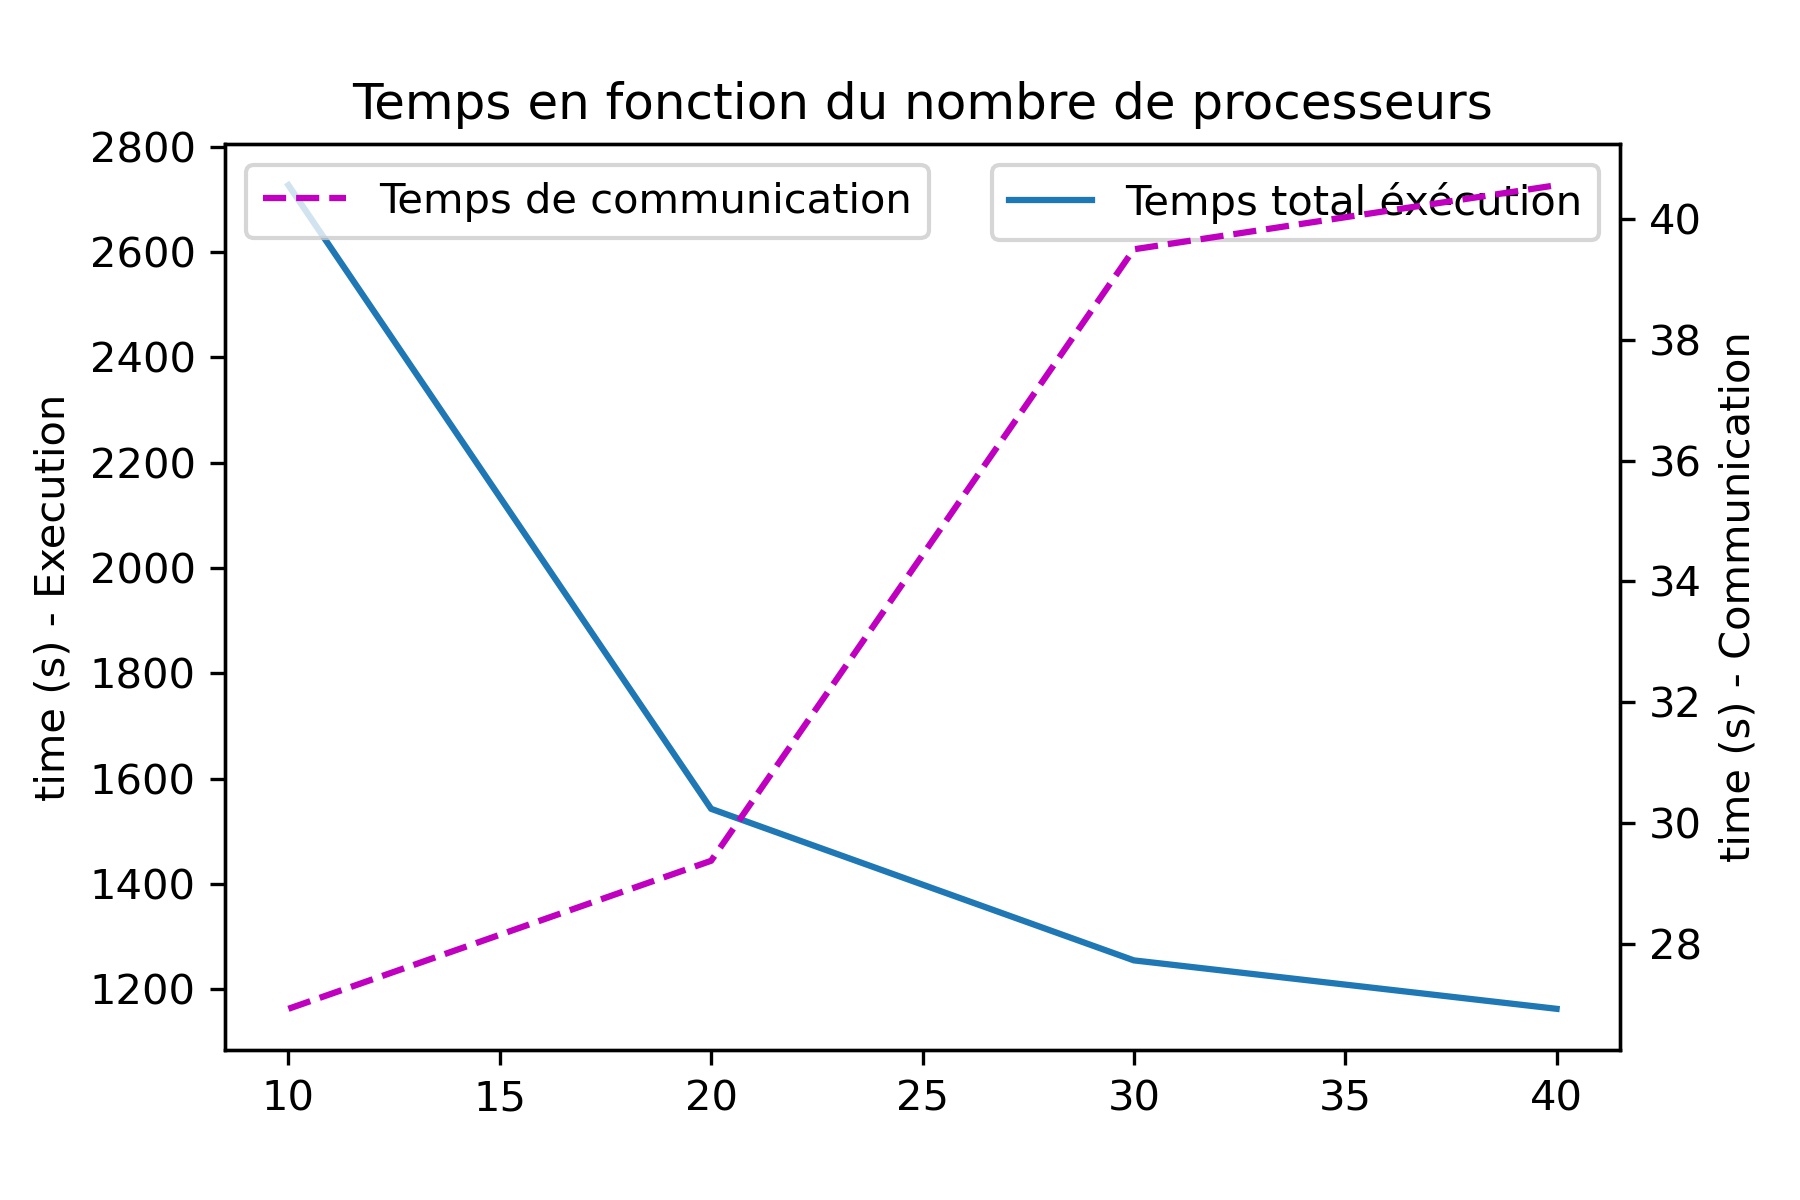 Temps en fonction du nombre de processeurs
Temps de communication
Temps total éxécution
time (s) - Execution
2800
2600
2400
2200
2000
1800
1600
1400
1200
40
38
36
34
32
30
28
time (s) - Communication
10 15 20 25 30 35 40